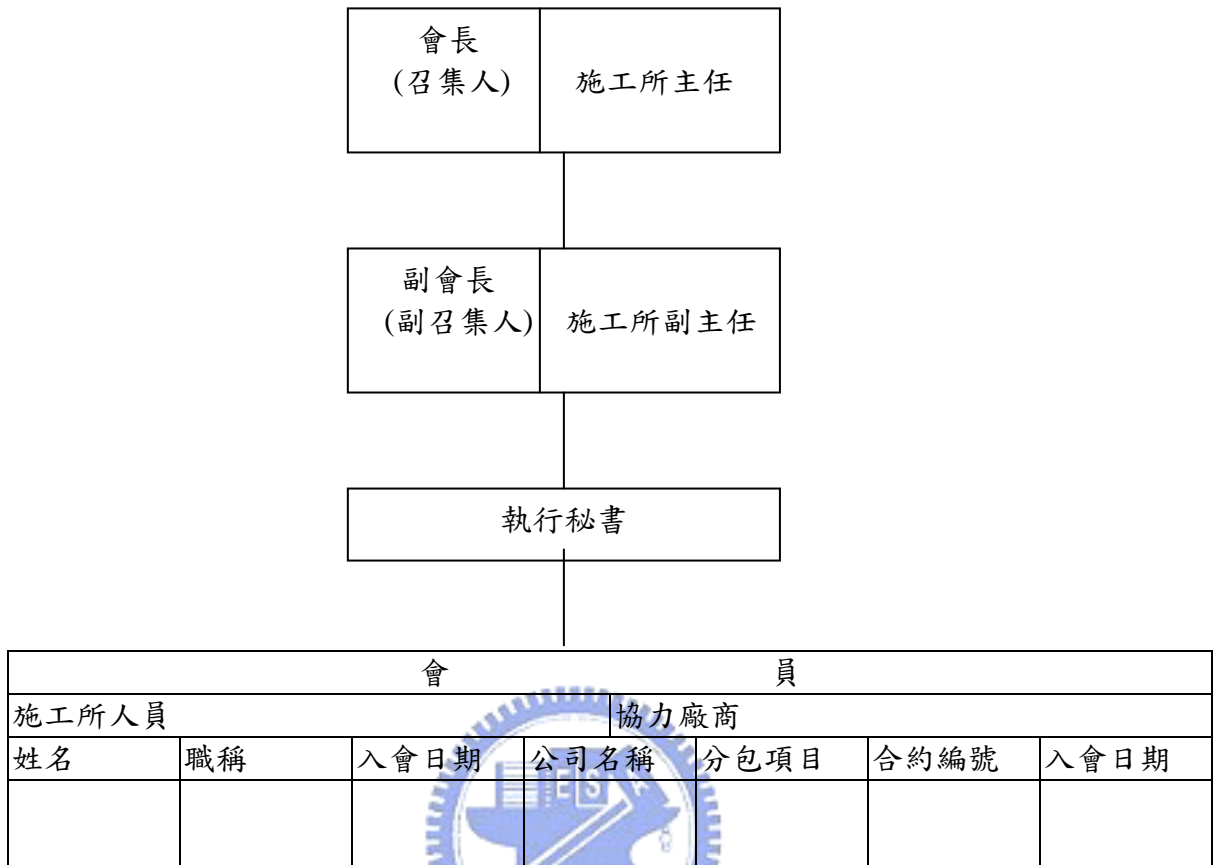 會長
(召集人)
施工所主任
副會長
(副召集人)
施工所副主任
執行秘書
會 員
施工所人員 協力廠商
姓名 職稱 入會日期 公司名稱 分包項目 合約編號 入會日期
ES